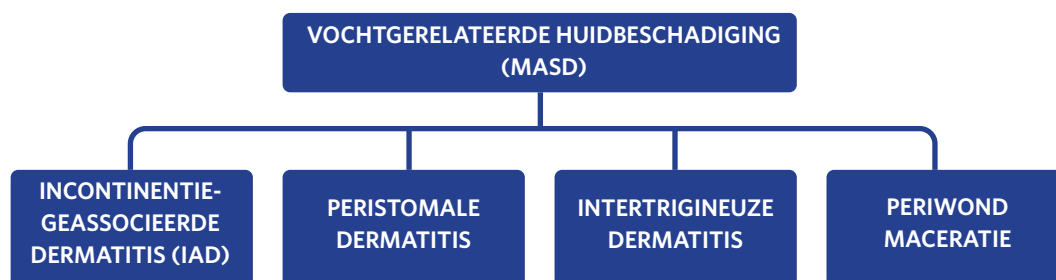 VOCHTGERELATEERDE HUIDBESCHADIGING
(MASD)
INCONTINENTIE-
GEASSOCIEERDE
DERMATITIS (IAD)
PERISTOMALE
DERMATITIS
INTERTRIGINEUZE
DERMATITIS
PERIWOND
MACERATIE